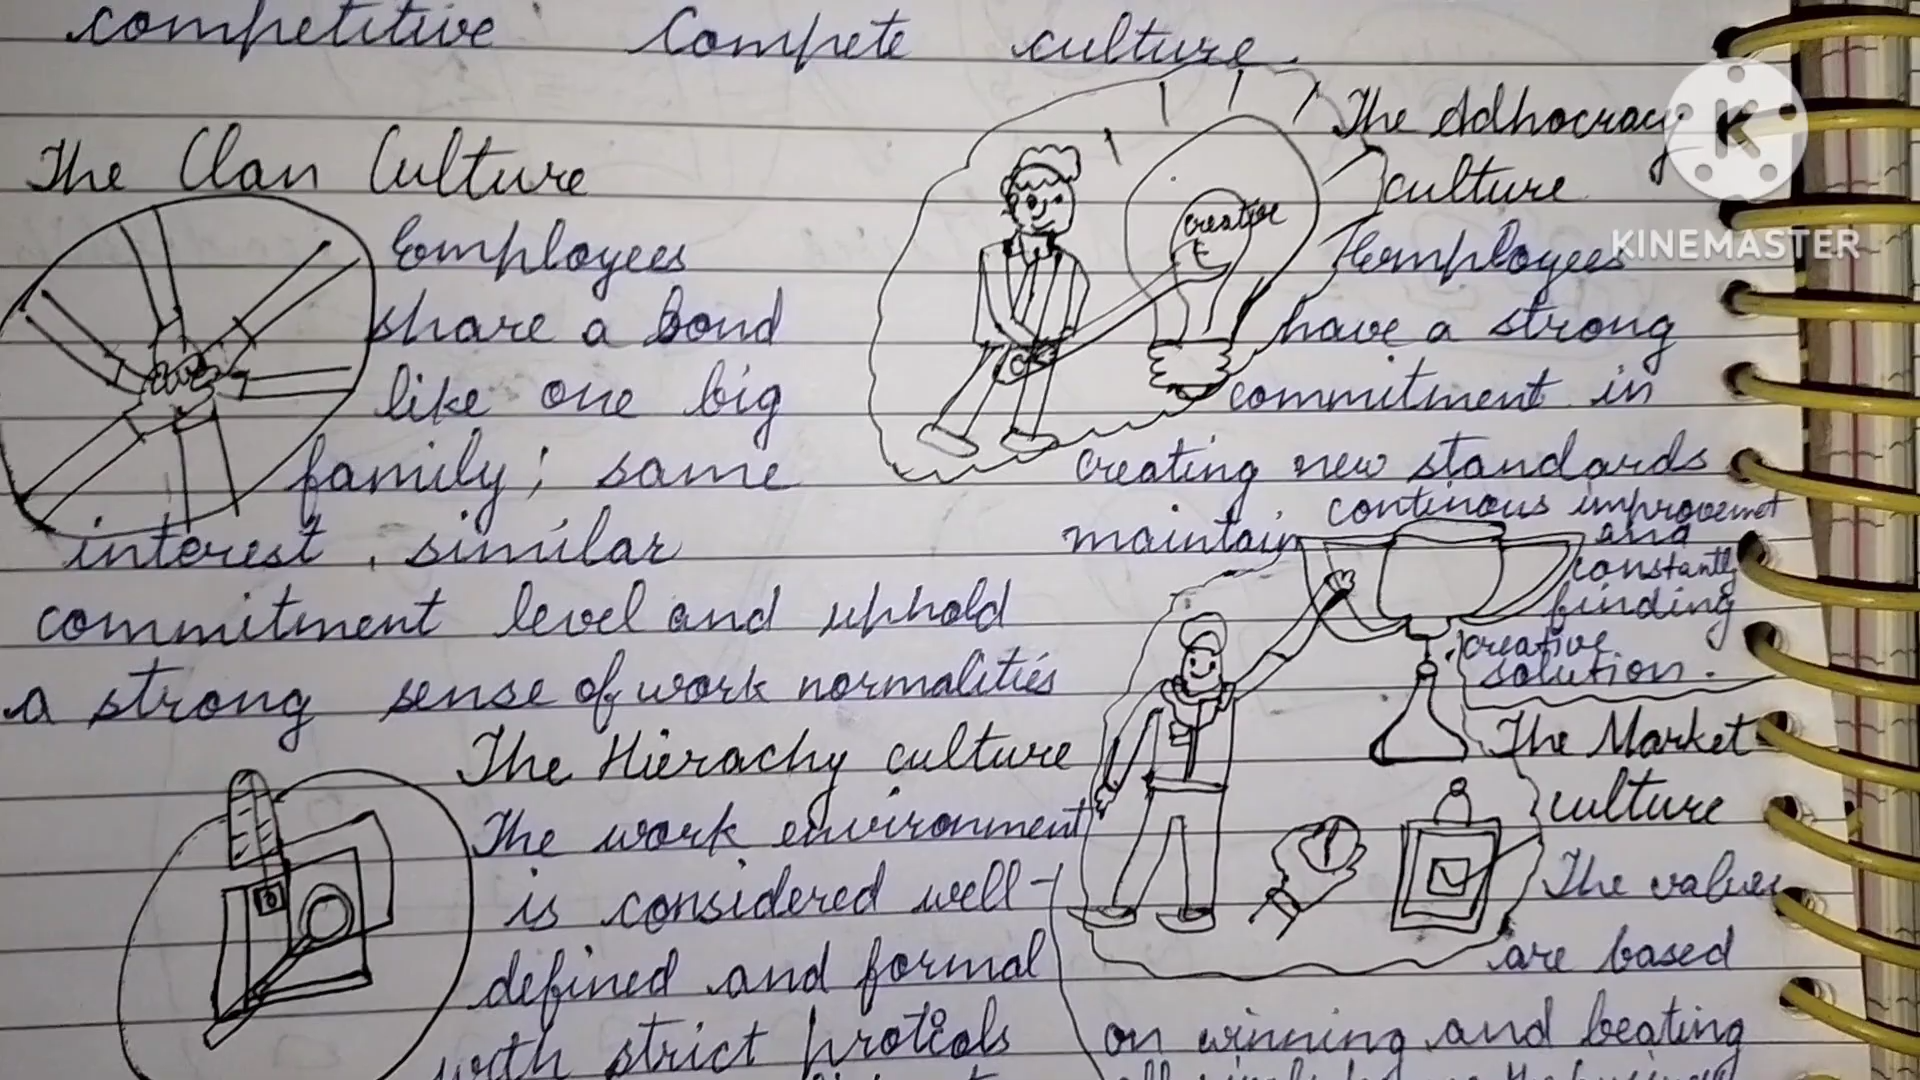 competitive compete culture.
The Clan Culture
Employees
share a bond
like one big
family; same
interest, similar
commitment level and uphold
a strong sense of work normalities
The Adhocracy
culture
creative
Employees
have a strong
commitment in
creating new standards
maintain continous improvemet
and
constantly
finding
creative
solution.
The Hierachy culture
The work environment
is considered well-
defined and formal
with strict protocals
The Market
culture
The values
are based
on winning and beating
K
KINEMASTER